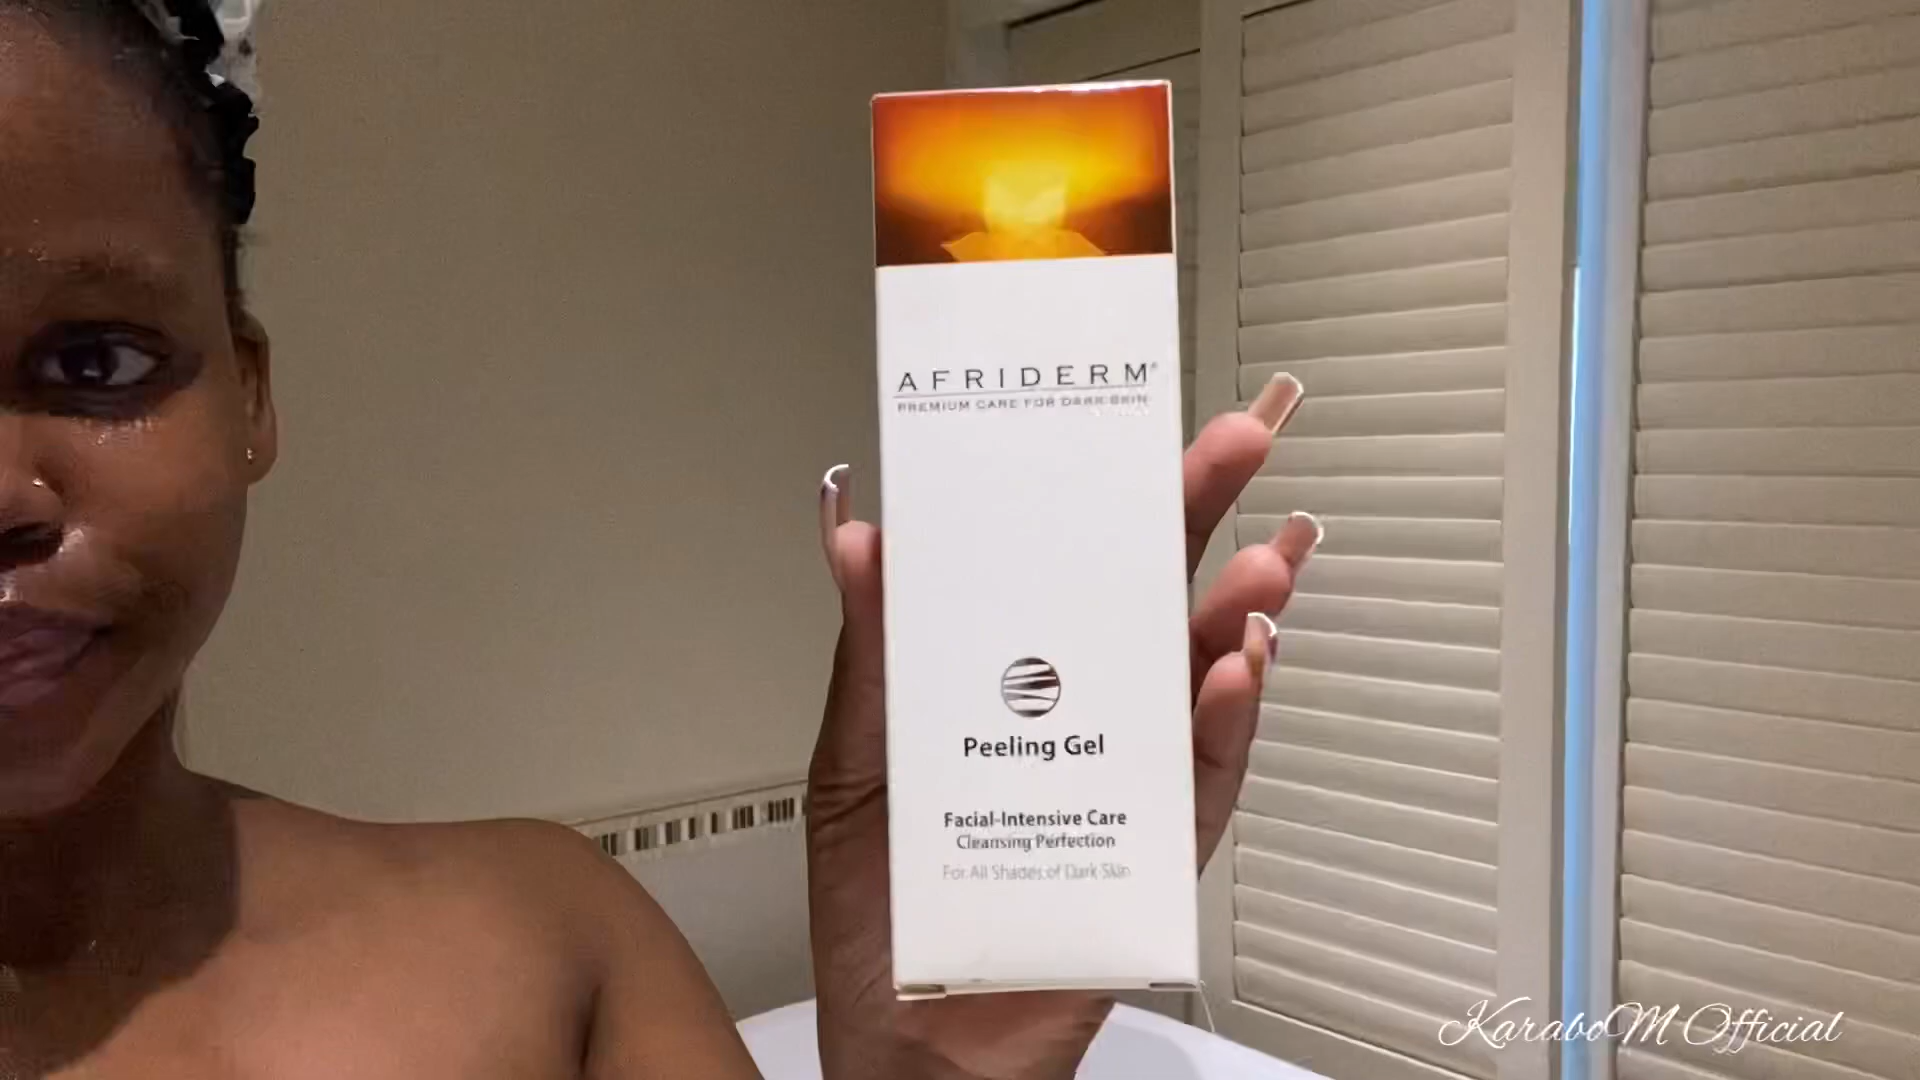 AFRIDERM®
PREMIUM CARE FOR DARK SKIN
Peeling Gel
Facial-Intensive Care
Cleansing Perfection
For All Shades of Dark Skin
KaraboM Official